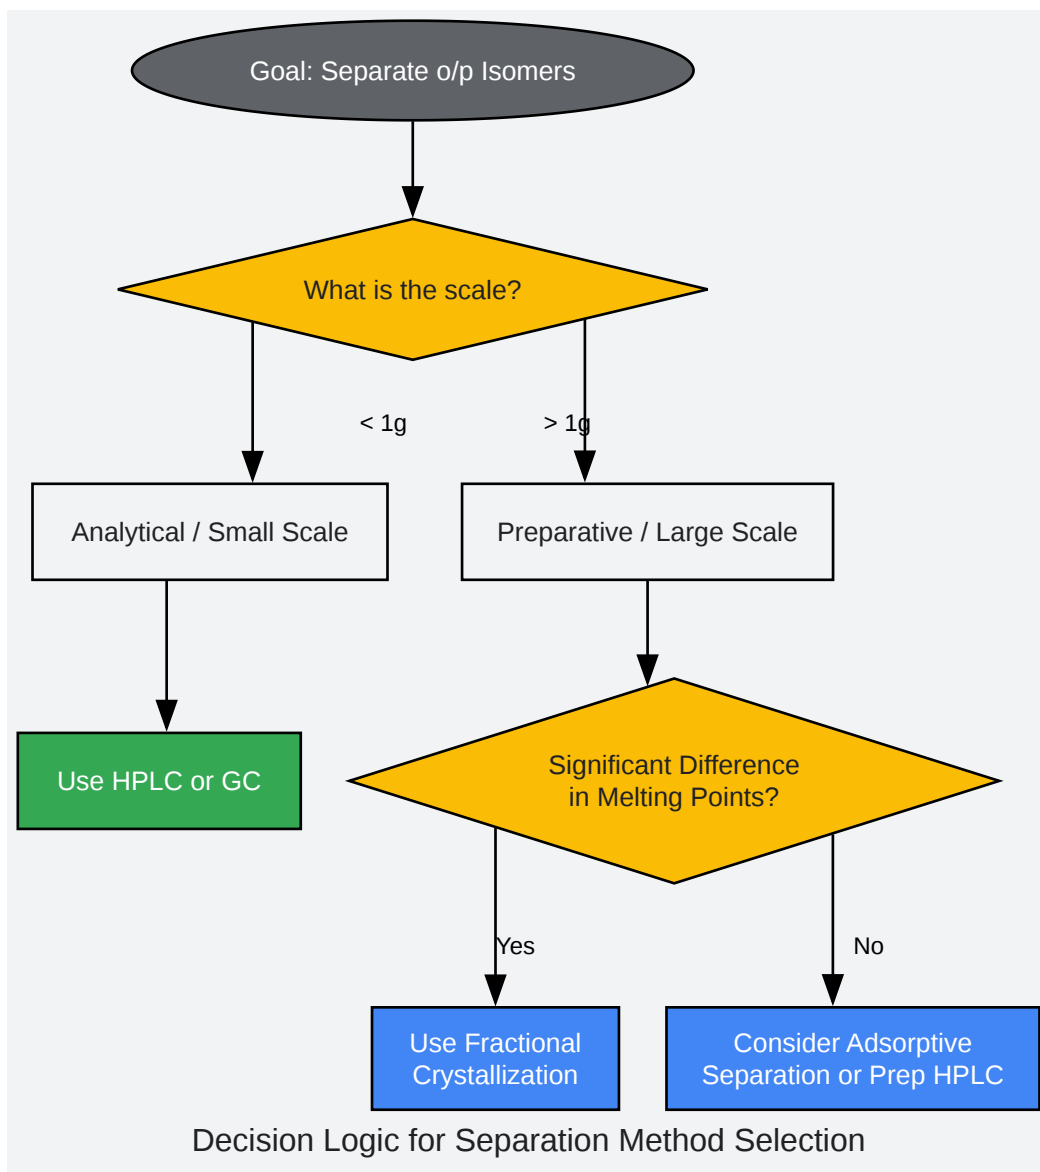 Goal: Separate o/p Isomers
What is the scale?
< 1g
> 1g
Analytical / Small Scale
Preparative / Large Scale
Use HPLC or GC
Significant Difference
in Melting Points?
Yes
No
Use Fractional
Crystallization
Consider Adsorptive
Separation or Prep HPLC
Decision Logic for Separation Method Selection